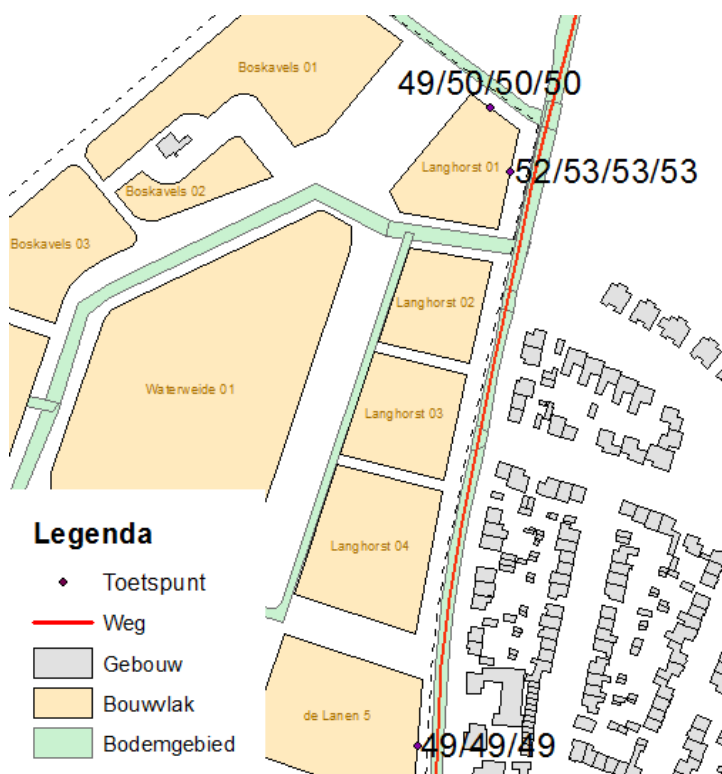 Boskavels 01
49/50/50/50
Langhorst 01
52/53/53/53
Boskavels 02
Boskavels 03
Langhorst 02
Waterweide 01
Langhorst 03
Langhorst 04
de Lanen 5
49/49/49
Legenda
Toetspunt
Weg
Gebouw
Bouwvlak
Bodemgebied